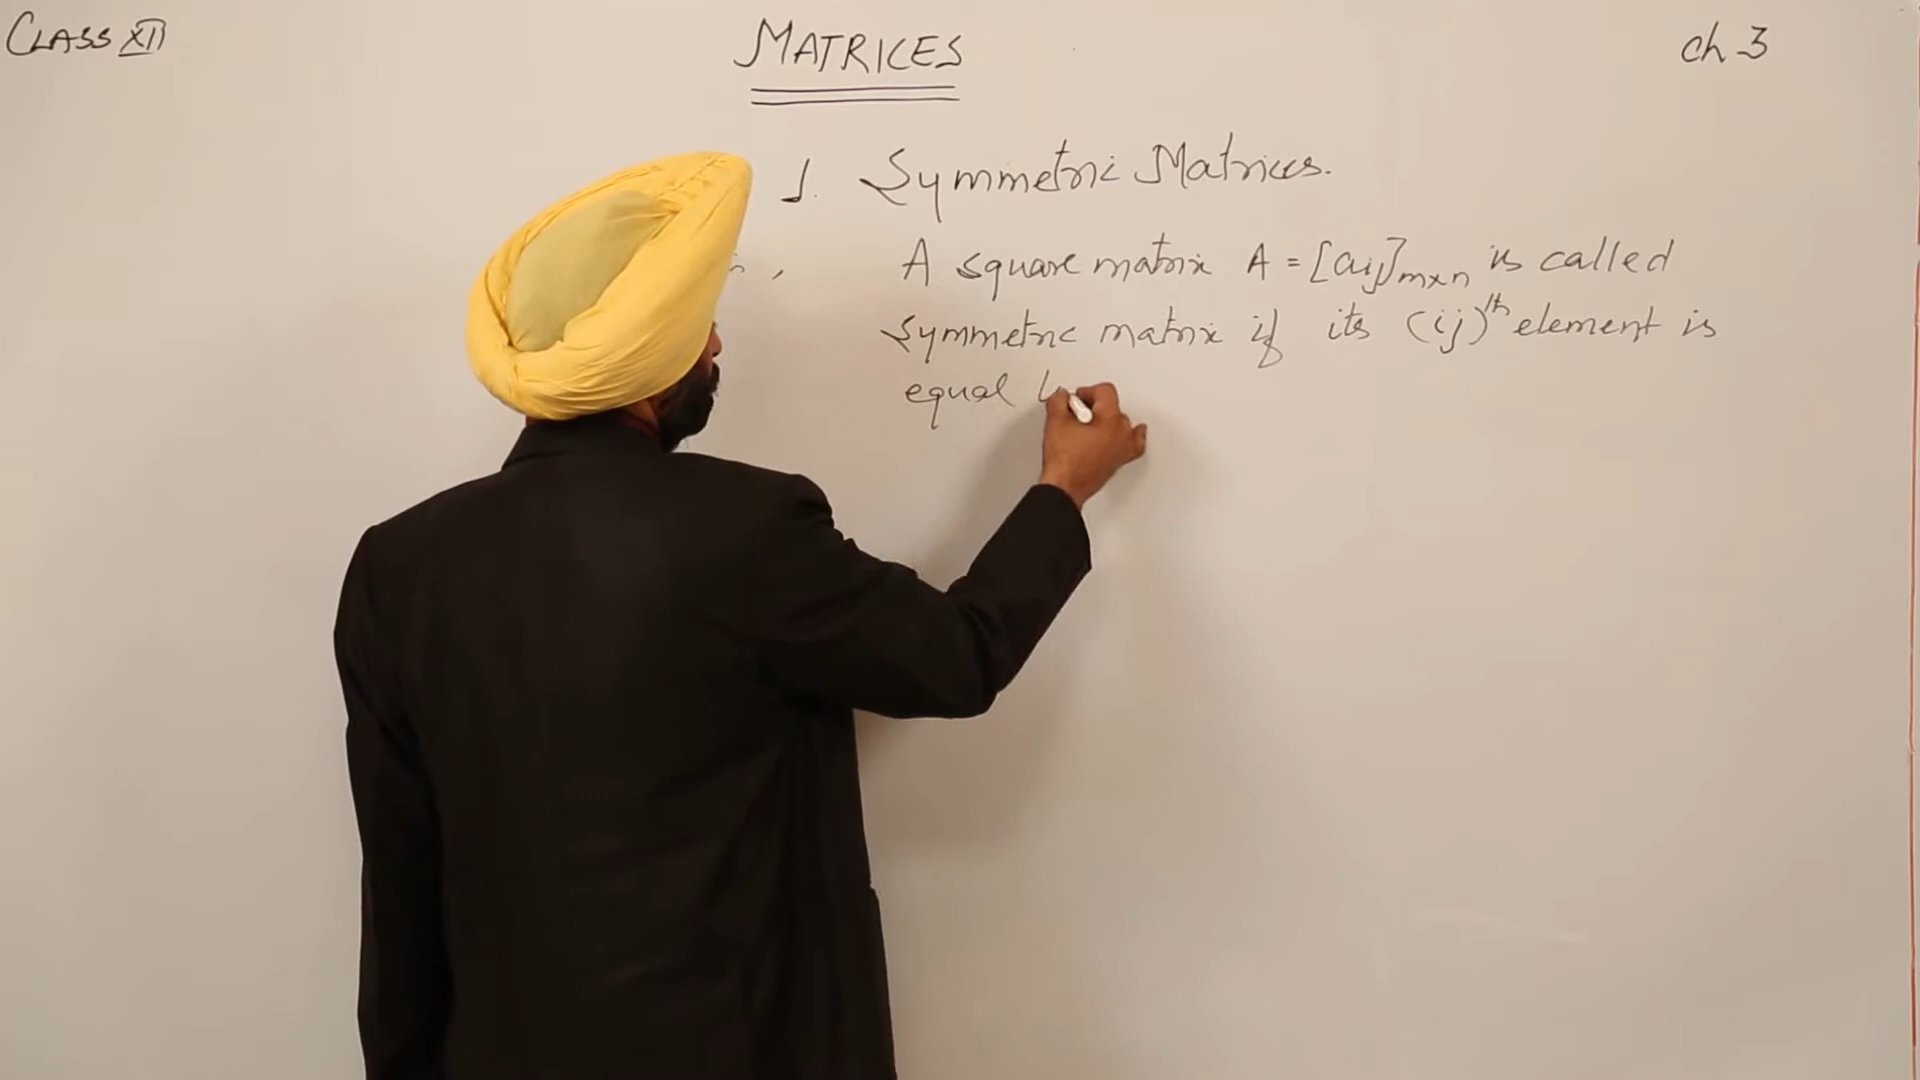 CLASS XII
MATRICES
ch 3
1. Symmetric Matrices.
A square matrix A = [aij]m×n is called
Symmetric matrix if its (ij)th element is
equal